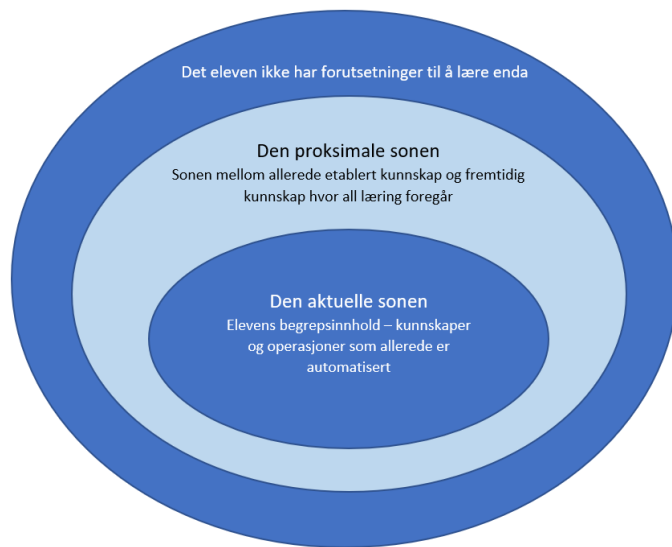 Det eleven ikke har forutsetninger til å lære enda
Den proksimale sonen
Sonen mellom allerede etablert kunnskap og fremtidig
kunnskap hvor all læring foregår
Den aktuelle sonen
Elevens begrepsinnhold – kunnskaper
og operasjoner som allerede er
automatisert